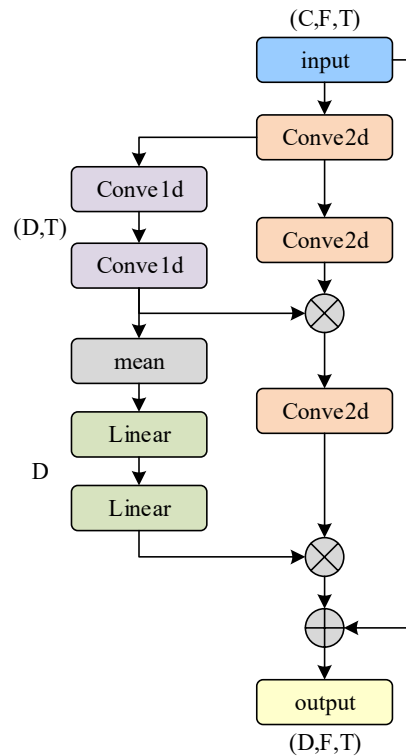 (C,F,T)
input
Conve2d
Conve1d
(D,T)
Conve2d
Conve1d
mean
Conve2d
Linear
D
Linear
output
(D,F,T)